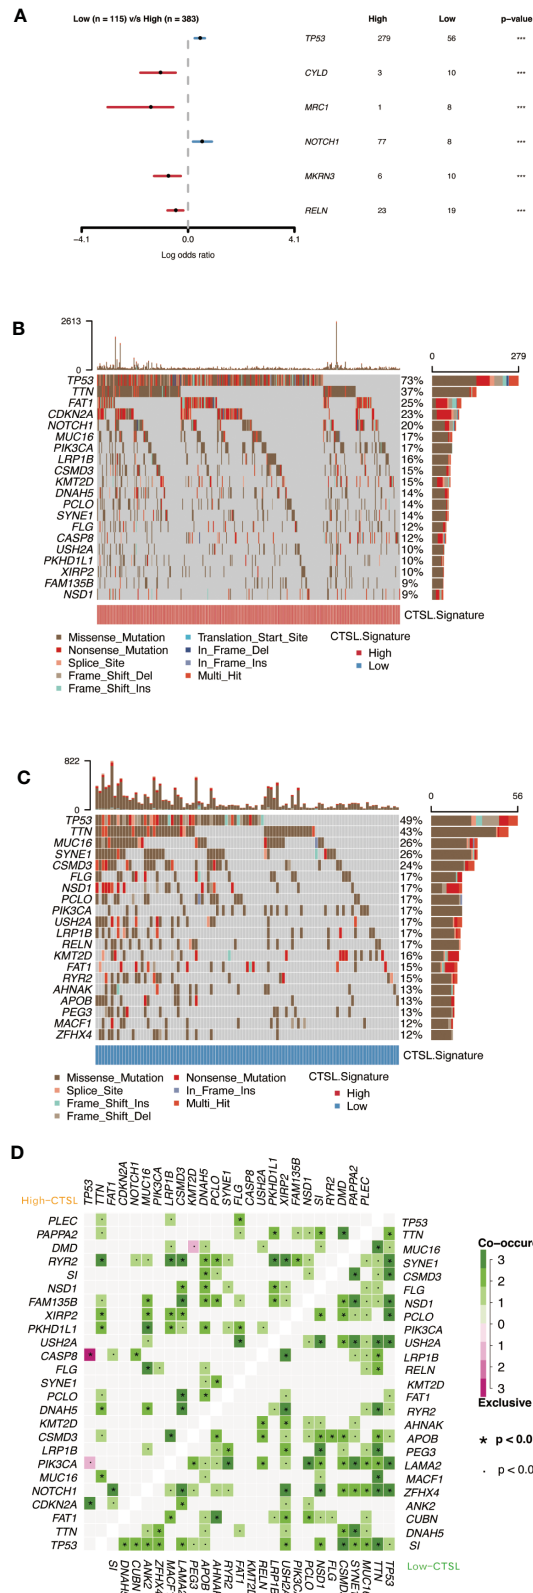 A
Low (n = 115) v/s High (n = 383) High Low p-value
TP53 279 56 ***
CYLD 3 10 ***
MRC1 1 8 ***
NOTCH1 77 8 ***
MKRN3 6 10 ***
RELN 23 19 ***
−4.1 0.0 4.1
Log odds ratio
B
2613
0
0 279
TP53 73%
TTN 37%
FAT1 25%
CDKN2A 23%
NOTCH1 20%
MUC16 17%
PIK3CA 17%
LRP1B 16%
CSMD3 15%
KMT2D 15%
DNAH5 14%
PCLO 14%
SYNE1 14%
FLG 12%
CASP8 12%
USH2A 10%
PKHD1L1 10%
XIRP2 10%
FAM135B 9%
NSD1 9%
CTSL.Signature
Missense_Mutation Translation_Start_Site CTSL.Signature
Nonsense_Mutation In_Frame_Del High
Splice_Site In_Frame_Ins Low
Frame_Shift_Del Multi_Hit
Frame_Shift_Ins
C
822
0
0 56
TP53 49%
TTN 43%
MUC16 26%
SYNE1 26%
CSMD3 24%
FLG 17%
NSD1 17%
PCLO 17%
PIK3CA 17%
USH2A 17%
LRP1B 17%
RELN 17%
KMT2D 16%
FAT1 15%
RYR2 15%
AHNAK 13%
APOB 13%
PEG3 13%
MACF1 12%
ZFHX4 12%
CTSL.Signature
Missense_Mutation Nonsense_Mutation CTSL.Signature
Splice_Site In_Frame_Ins High
Frame_Shift_Ins Multi_Hit Low
Frame_Shift_Del
D
High−CTSL
TP53 TTN FAT1 CDKN2A NOTCH1 MUC16 PIK3CA LRP1B CSMD3 KMT2D DNAH5 PCLO SYNE1 FLG CASP8 USH2A PKHD1L1 XIRP2 FAM135B NSD1 SI RYR2 DMD PAPPA2 PLEC
PLEC TP53
PAPPA2 TTN
DMD MUC16
RYR2 SYNE1
SI CSMD3
NSD1 FLG
FAM135B NSD1
XIRP2 PCLO
PKHD1L1 PIK3CA
USH2A USH2A
CASP8 LRP1B
FLG RELN
SYNE1 KMT2D
PCLO FAT1
DNAH5 RYR2
KMT2D AHNAK
CSMD3 APOB
LRP1B PEG3
PIK3CA LAMA2
MUC16 MACF1
NOTCH1 ZFHX4
CDKN2A ANK2
FAT1 CUBN
TTN DNAH5
TP53 SI
SI DNAH5 CUBN ANK2 ZFHX4 MACF1 LAMA2 PEG3 APOB AHNAK RYR2 FAT1 KMT2D RELN LRP1B USH2A PIK3CA PCLO NSD1 FLG CSMD3 SYNE1 MUC16 TTN TP53
Low−CTSL
Co−occure
3
2
1
0
1
2
3
Exclusive
* p < 0.0
· p < 0.0